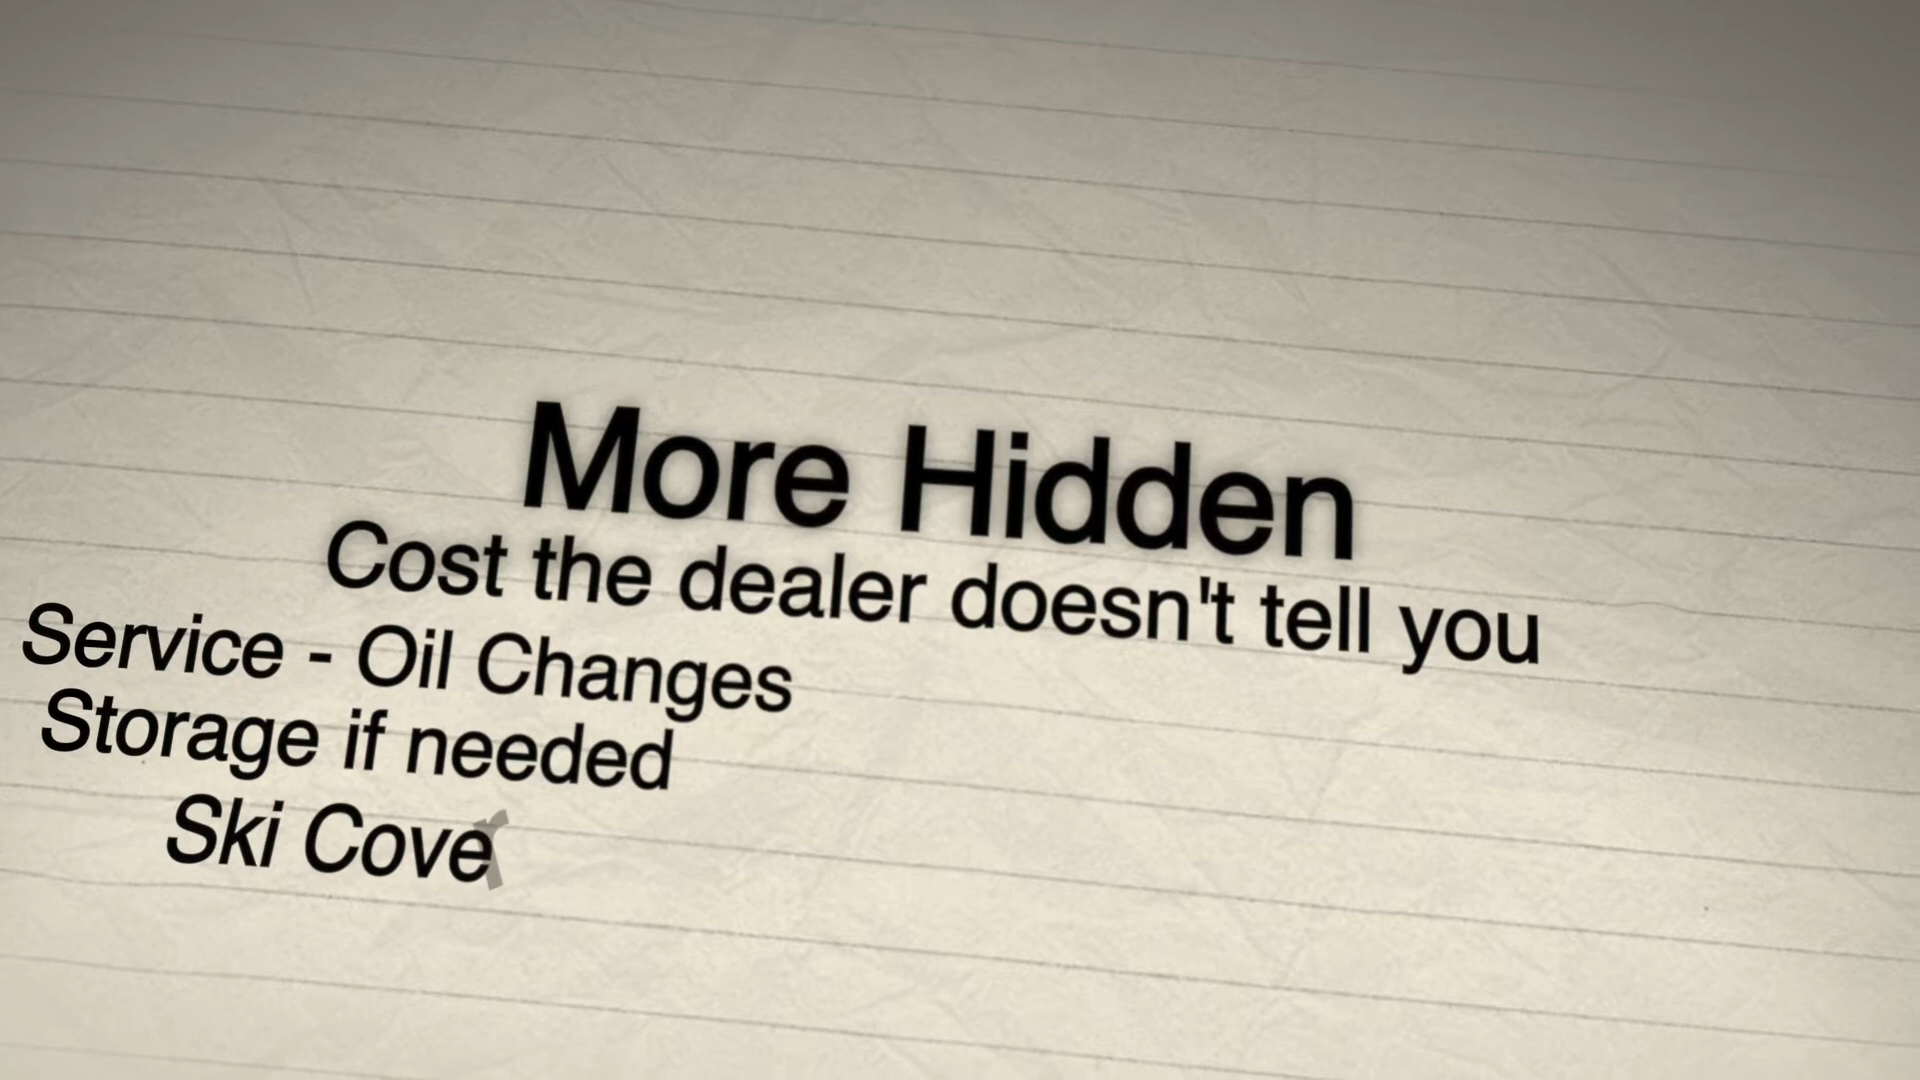 More Hidden
Cost the dealer doesn't tell you
Service - Oil Changes
Storage if needed
Ski Cover